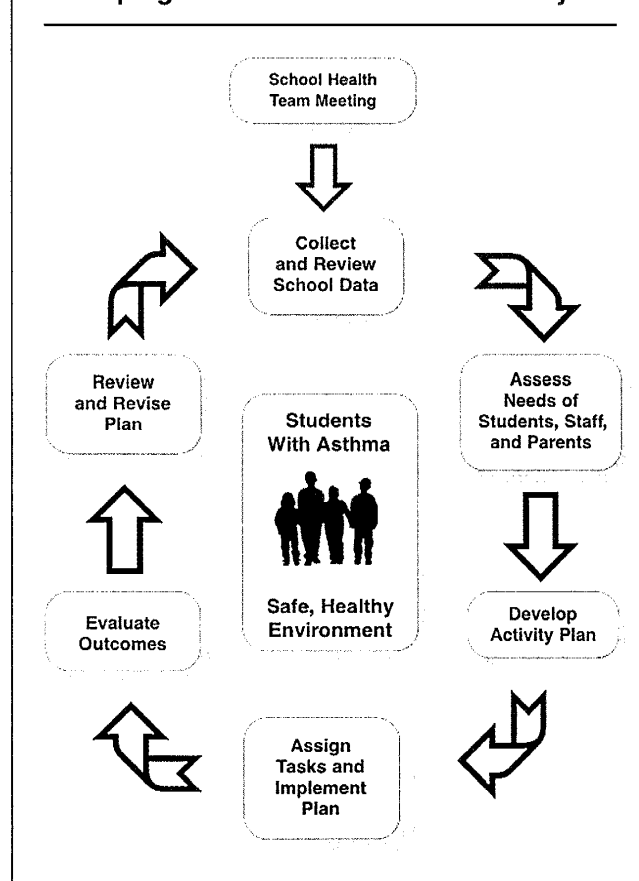 School Health
Team Meeting
Collect
and Review
School Data
Assess
Needs of
Students, Staff,
and Parents
Develop
Activity Plan
Assign
Tasks and
Implement
Plan
Evaluate
Outcomes
Review
and Revise
Plan
Students
With Asthma
Safe, Healthy
Environment